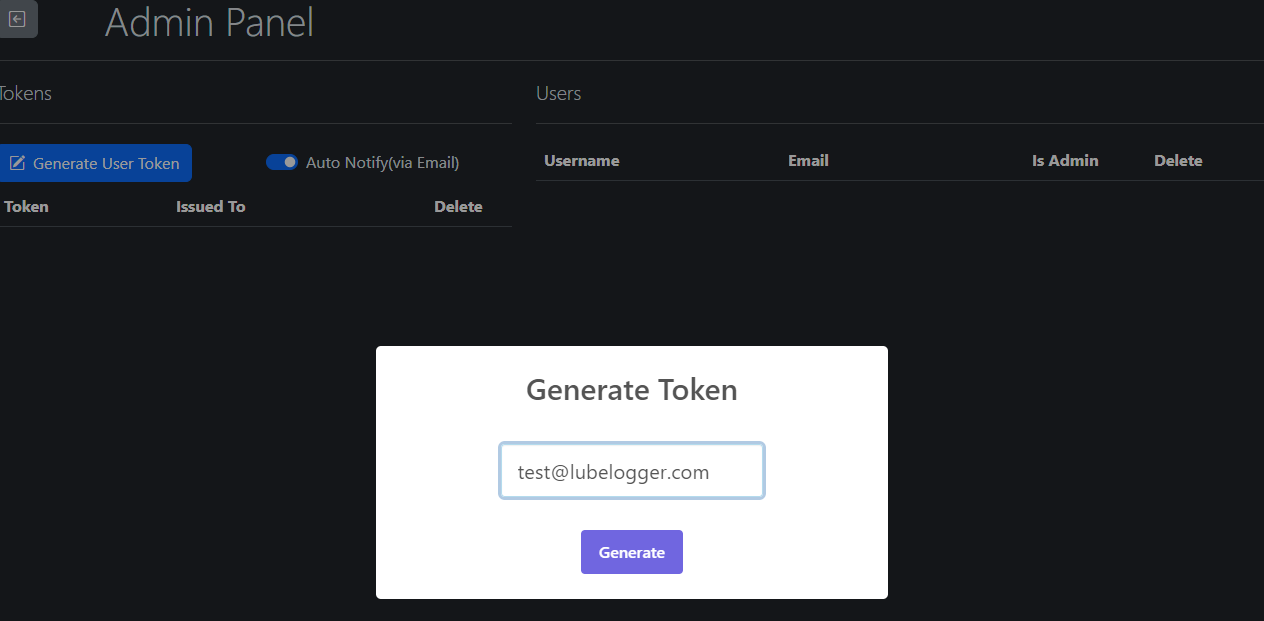 Admin Panel
Tokens
Users
Generate User Token
Auto Notify(via Email)
Username Email Is Admin Delete
Token Issued To Delete
Generate Token
test@lubelogger.com
Generate